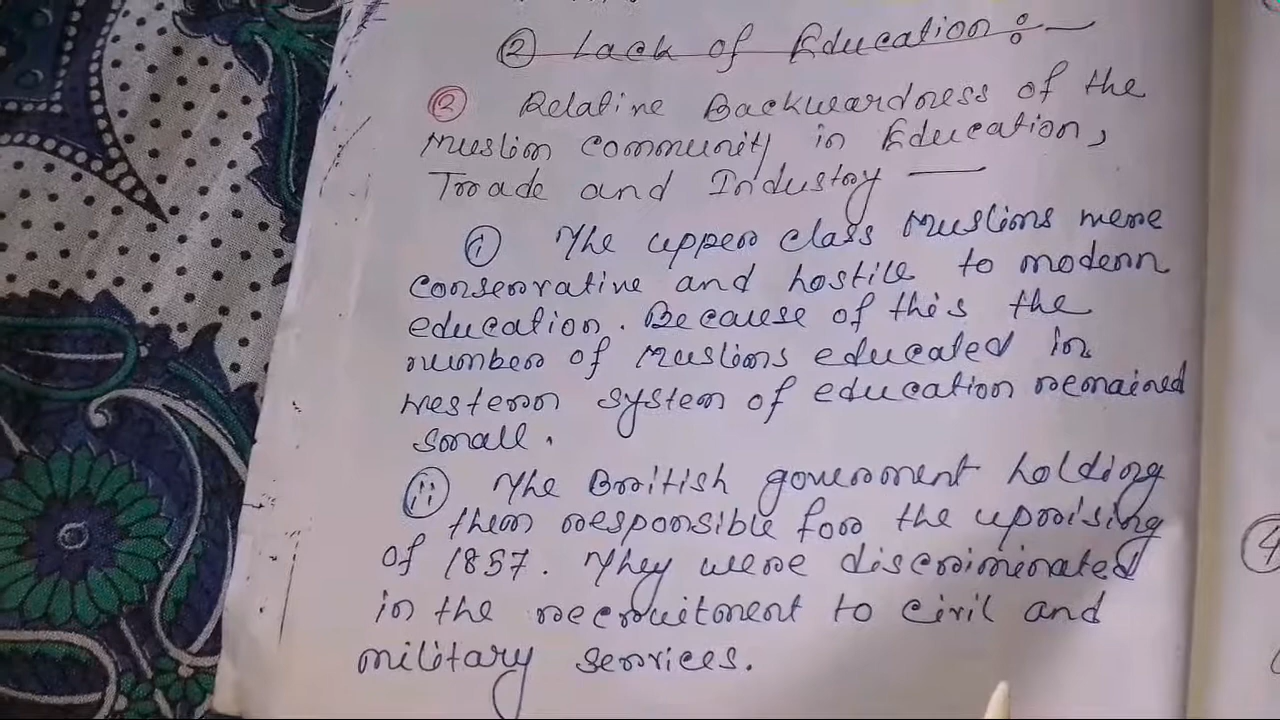 ② Lack of Education :—
② Relative Backwardness of the
Muslim community in Education,
Trade and Industry —
① The upper class Muslims were
conservative and hostile to modern
education. Because of this the
number of Muslims educated in
western system of education remained
small.
ⓘⓘ The British government holding
them responsible for the uprising
of 1857. They were discriminated
in the recruitment to civil and
military services.
4